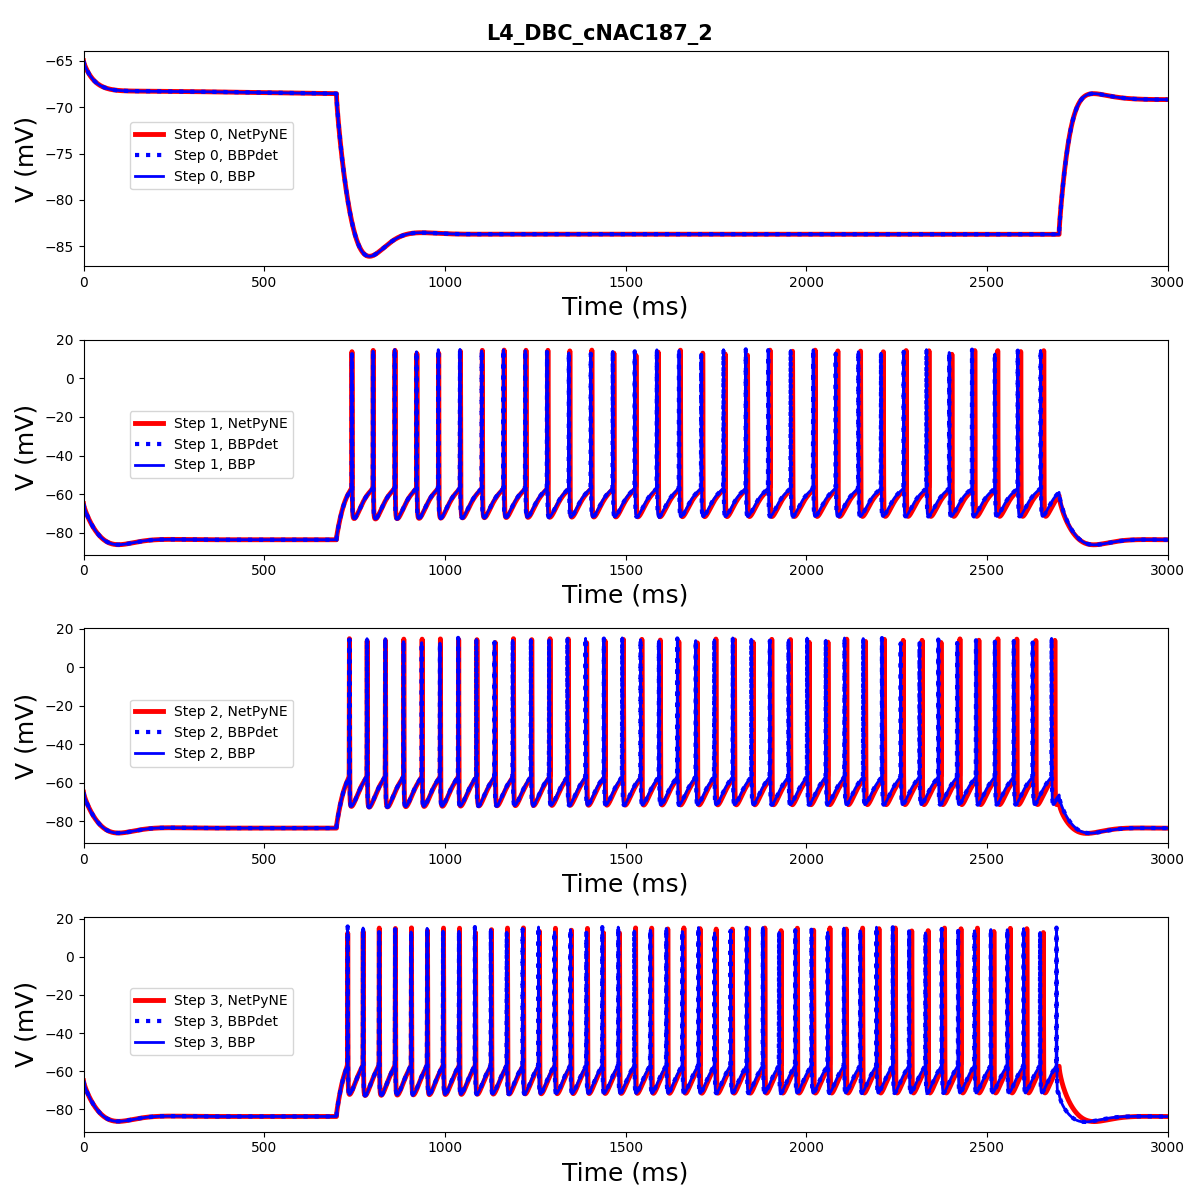 L4_DBC_cNAC187_2
−65
−70
−75
−80
−85
V (mV)
Step 0, NetPyNE
Step 0, BBPdet
Step 0, BBP
0 500 1000 1500 2000 2500 3000
Time (ms)
20
0
−20
−40
−60
−80
V (mV)
Step 1, NetPyNE
Step 1, BBPdet
Step 1, BBP
0 500 1000 1500 2000 2500 3000
Time (ms)
20
0
−20
−40
−60
−80
V (mV)
Step 2, NetPyNE
Step 2, BBPdet
Step 2, BBP
0 500 1000 1500 2000 2500 3000
Time (ms)
20
0
−20
−40
−60
−80
V (mV)
Step 3, NetPyNE
Step 3, BBPdet
Step 3, BBP
0 500 1000 1500 2000 2500 3000
Time (ms)